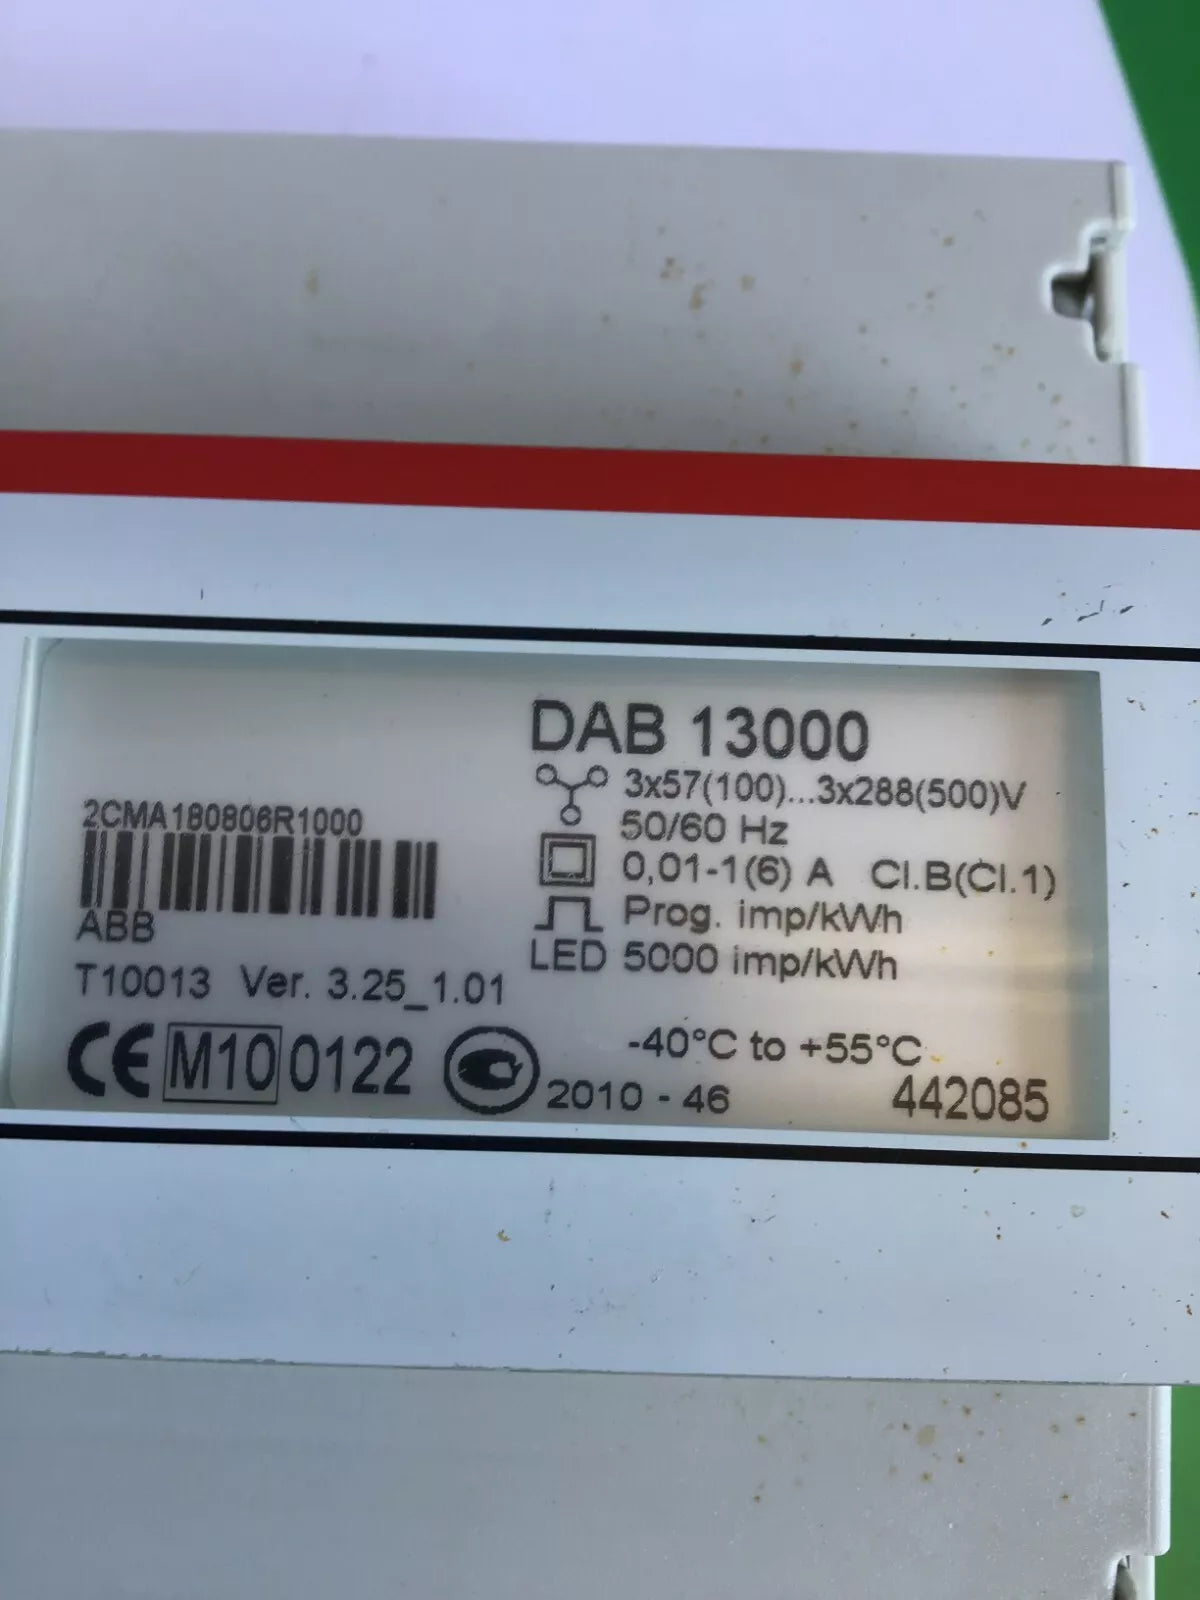 DAB 13000
3x57(100)...3x288(500)V
50/60 Hz
0,01-1(6) A Cl.B(Cl.1)
Prog. imp/kWh
LED 5000 imp/kWh
2CMA180806R1000
ABB
T10013 Ver. 3.25_1.01
CE M10 0122
-40°C to +55°C
2010 - 46
442085